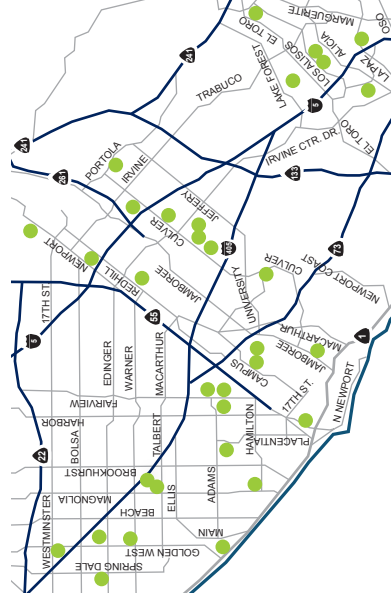 MARGUERITE
OSO
EL TORO
ALICIA
LOS ALISOS
LA PAZ
LAKE FOREST
TRABUCO
241
5
EL TORO
IRVINE CTR. DR.
241
261
PORTOLA
IRVINE
133
JEFFERY
CULVER
405
73
NEWPORT
REDHILL
JAMBOREE
UNIVERSITY
CULVER
NEWPORT COAST
17TH ST.
5
55
MACARTHUR
JAMBOREE
1
EDINGER
WARNER
MACARTHUR
CAMPUS
17TH ST.
N NEWPORT
FAIRVIEW
HARBOR
22
BOLSA
TALBERT
HAMILTON
PLACENTIA
BROOKHURST
MAGNOLIA
ELLIS
ADAMS
BEACH
WESTMINSTER
MAIN
GOLDEN WEST
SPRING DALE